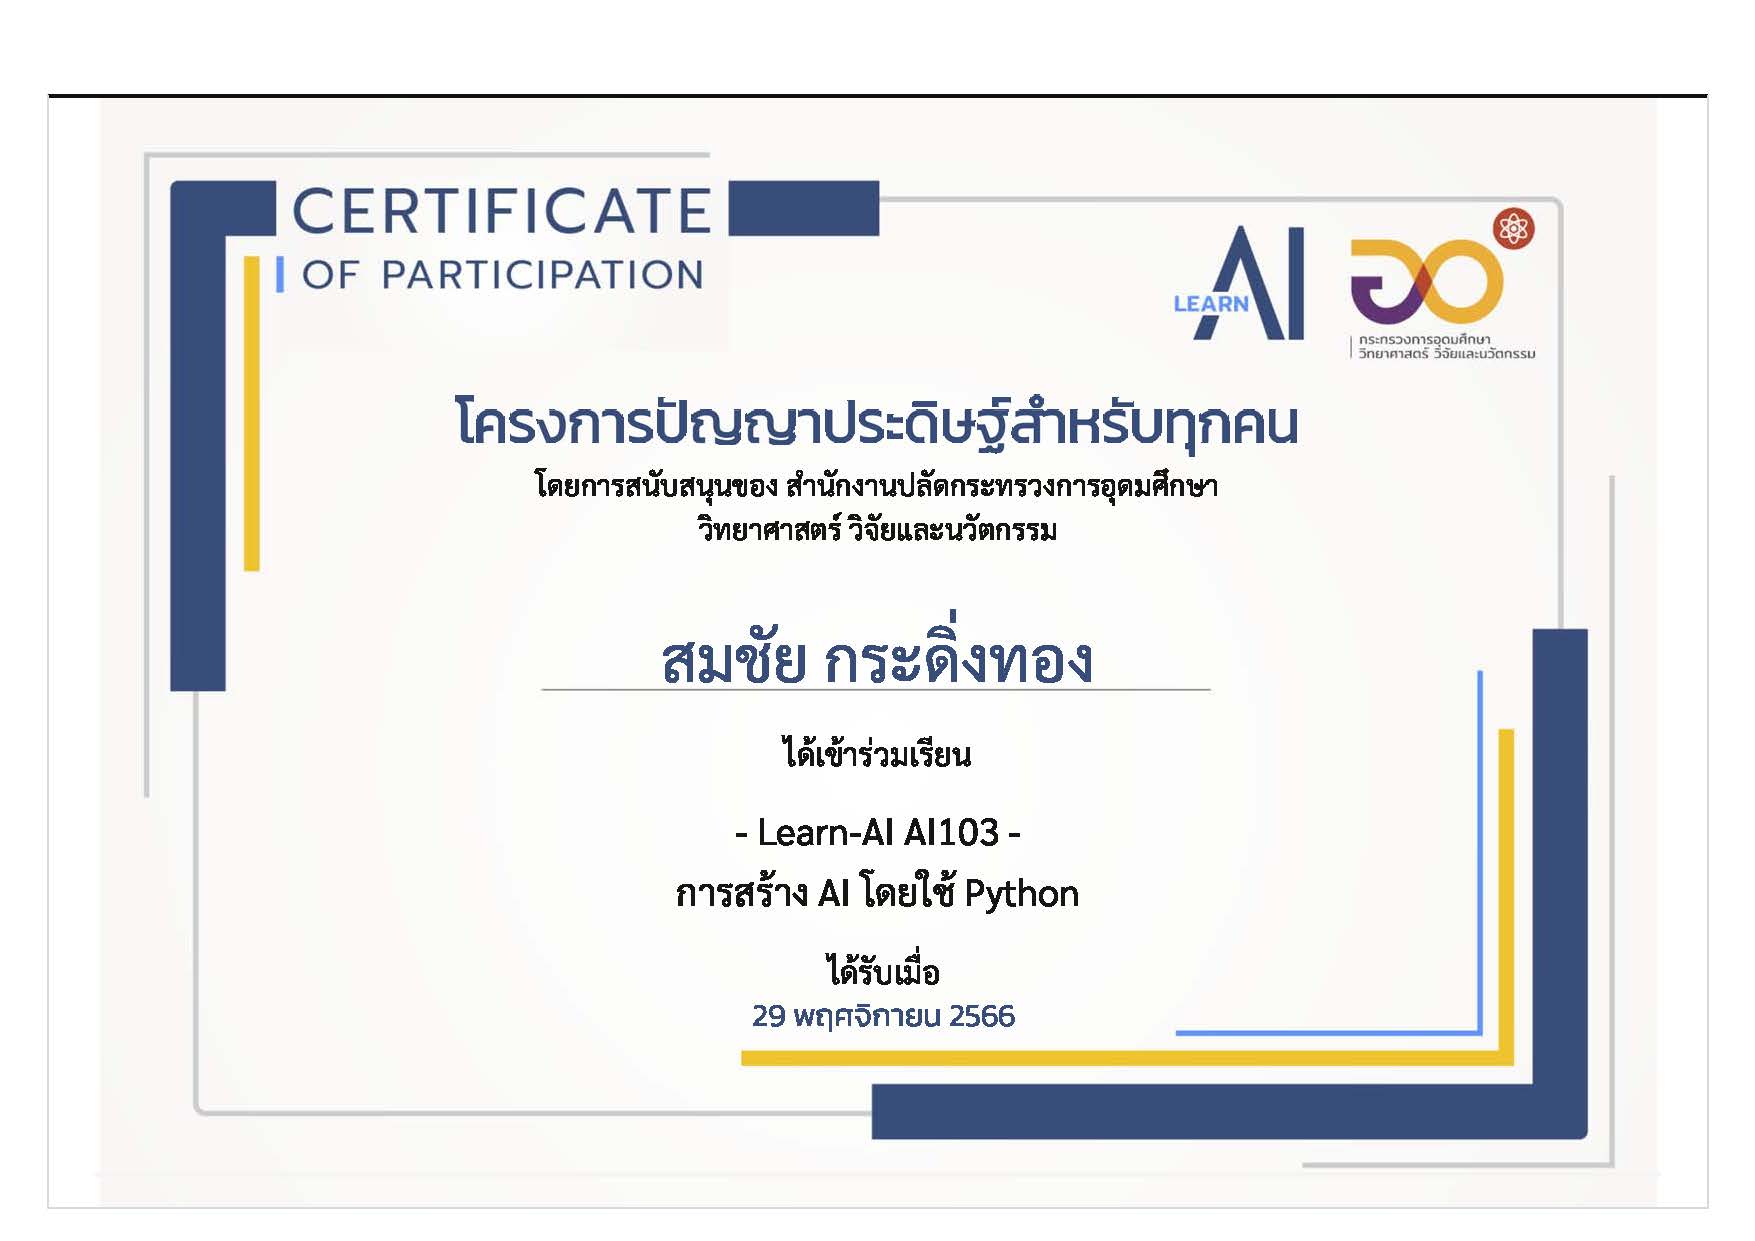 CERTIFICATE
OF PARTICIPATION
LEARN AI
กระทรวงการอุดมศึกษา
วิทยาศาสตร์ วิจัยและนวัตกรรม
โครงการปัญญาประดิษฐ์สำหรับทุกคน
โดยการสนับสนุนของ สำนักงานปลัดกระทรวงการอุดมศึกษา
วิทยาศาสตร์ วิจัยและนวัตกรรม
สมชัย กระดิ่งทอง
ได้เข้าร่วมเรียน
- Learn-AI AI103 -
การสร้าง AI โดยใช้ Python
ได้รับเมื่อ
29 พฤศจิกายน 2566